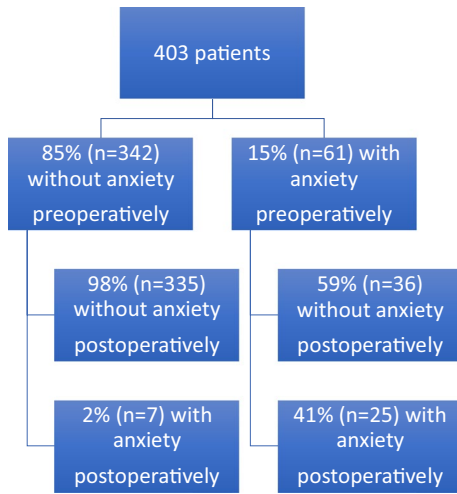 403 patients
85% (n=342)
without anxiety
preoperatively
15% (n=61) with
anxiety
preoperatively
98% (n=335)
without anxiety
postoperatively
59% (n=36)
without anxiety
postoperatively
2% (n=7) with
anxiety
postoperatively
41% (n=25) with
anxiety
postoperatively